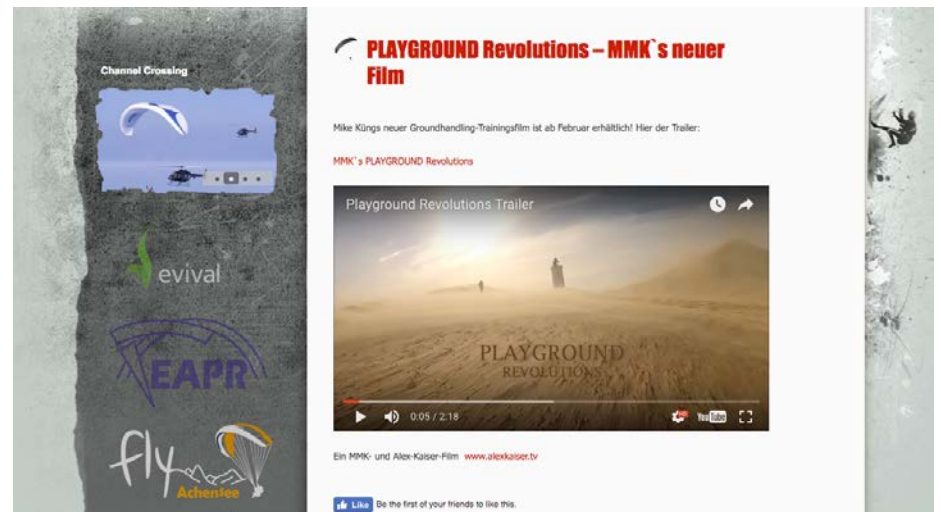 Channel Crossing
evival
EAPR
fly
Achensee
PLAYGROUND Revolutions – MMK`s neuer
Film
Mike Küngs neuer Groundhandling-Trainingsfilm ist ab Februar erhältlich! Hier der Trailer:
MMK`s PLAYGROUND Revolutions
Playground Revolutions Trailer
PLAYGROUND
REVOLUTIONS
0:05 / 2:18
HD
YouTube
Ein MMK- und Alex-Kaiser-Film www.alexkaiser.tv
Like Be the first of your friends to like this.